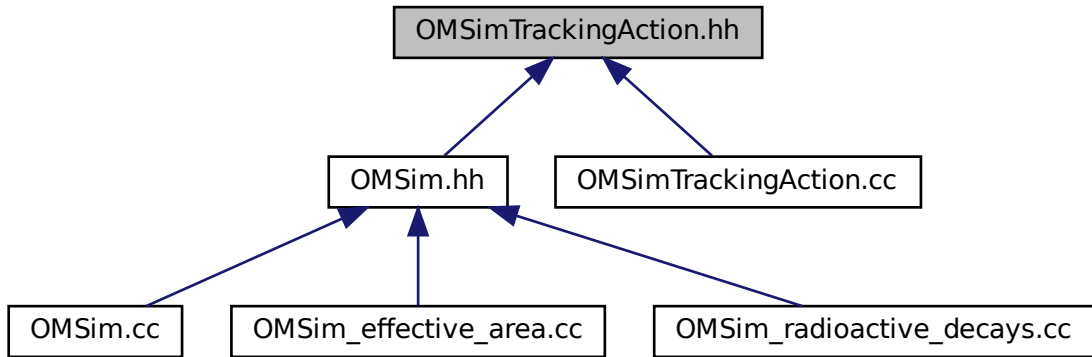 OMSimTrackingAction.hh
OMSim.hh
OMSimTrackingAction.cc
OMSim.cc
OMSim_effective_area.cc
OMSim_radioactive_decays.cc